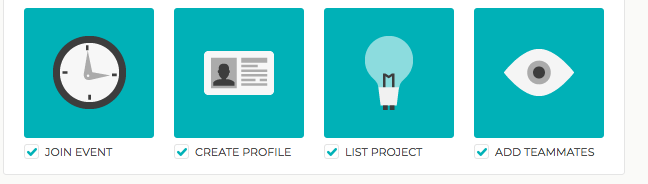 JOIN EVENT
CREATE PROFILE
LIST PROJECT
ADD TEAMMATES